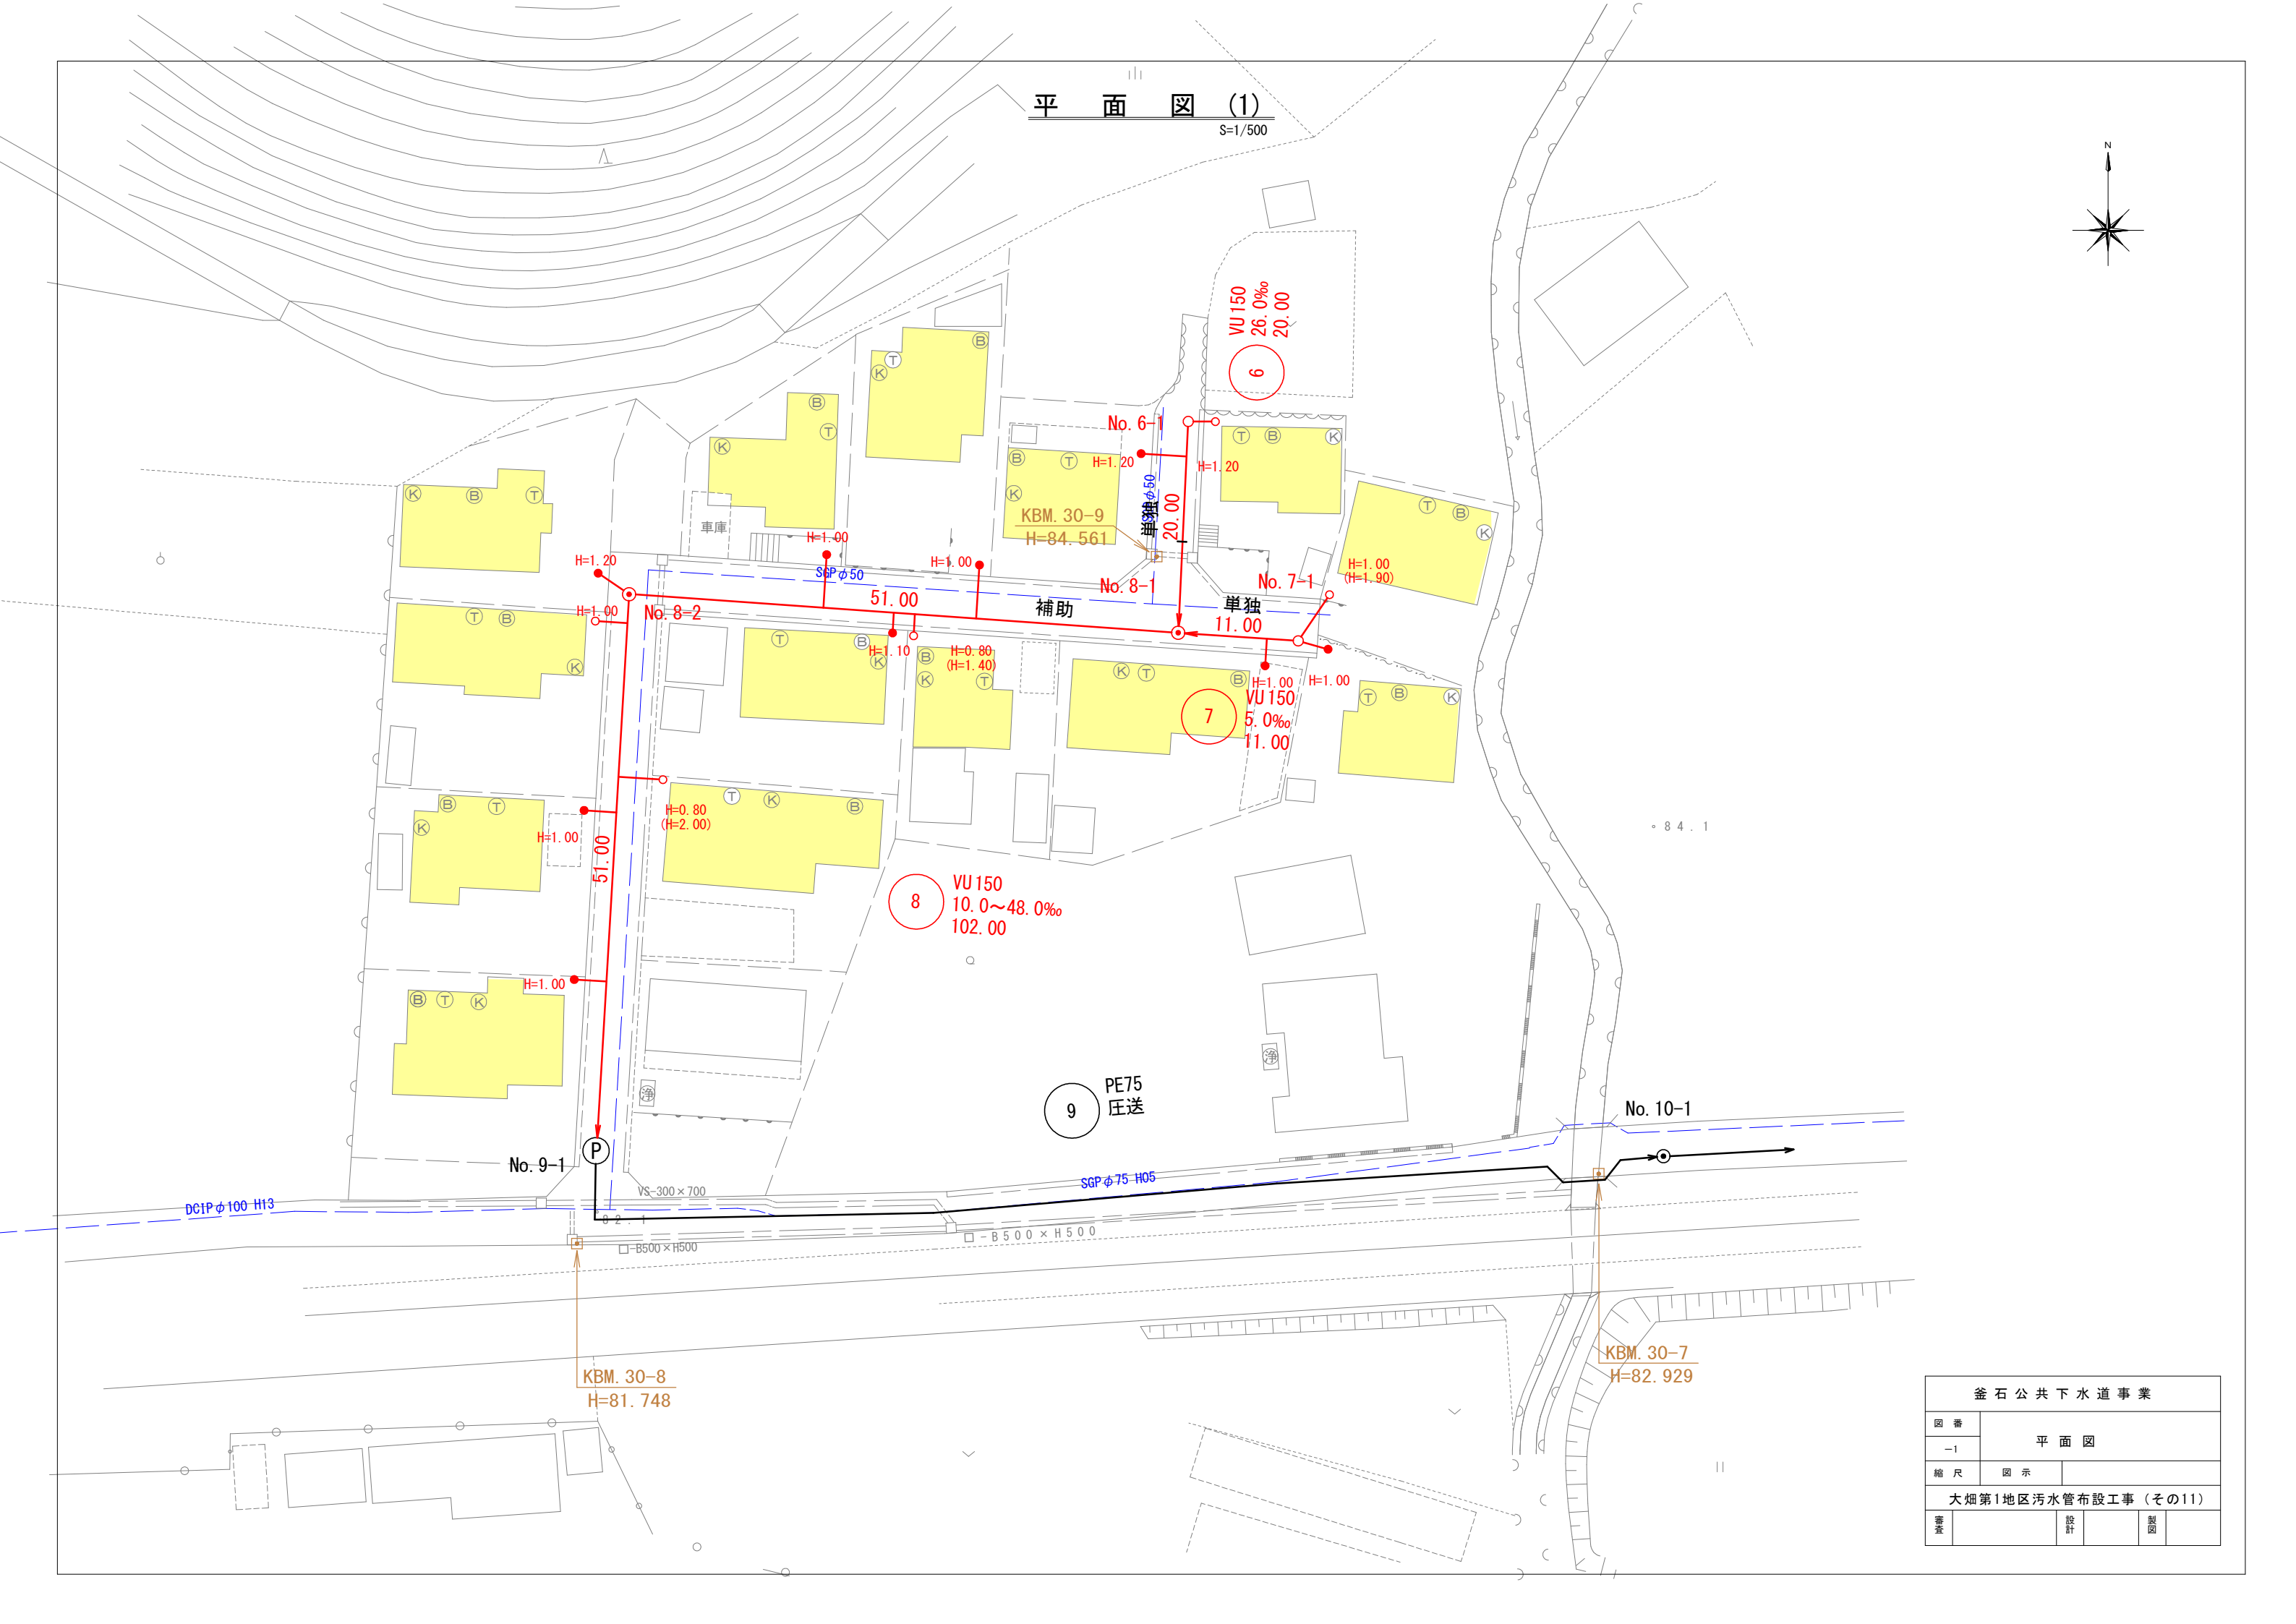 平 面 図 (1)
S=1/500
N
VU150
26.0‰
20.00
6
No.6-1
H=1.20
H=1.20
T B K
B T K
K T B
K B T
B T K
T B K
車庫
KBM.30-9
H=84.561
単独
20.00
H=1.00
H=1.00
H=1.20
SGPφ50
51.00
No.8-1
補助
単独
11.00
No.7-1
H=1.00
(H=1.90)
H=1.00
No.8-2
K B T
T B K
T B K
H=1.10
H=0.80
(H=1.40)
B K T
K T B
H=1.00
H=1.00
T B K
7
VU150
5.0‰
11.00
T K B
H=0.80
(H=2.00)
B T K
H=1.00
51.00
8
VU150
10.0～48.0‰
102.00
84.1
H=1.00
B T K
浄
浄
9
PE75
圧送
P
No.9-1
No.10-1
VS-300×700
SGPφ75 H05
DCIPφ100 H13
82.1
□-B500×H500
□-B500×H500
KBM.30-8
H=81.748
KBM.30-7
H=82.929
釜石公共下水道事業
図番
-1
平面図
縮尺
図示
大畑第1地区汚水管布設工事(その11)
審査
設計
製図